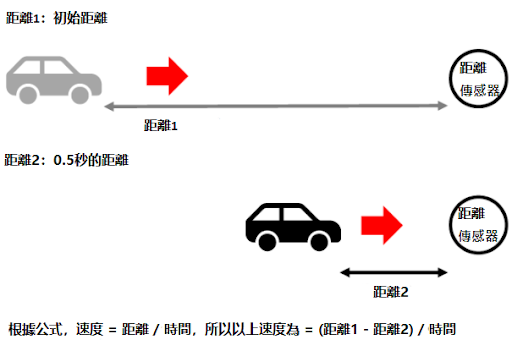 距離1：初始距離
距離
傳感器
距離1
距離2：0.5秒的距離
距離
傳感器
距離2
根據公式，速度 = 距離 / 時間，所以以上速度為 = (距離1 - 距離2) / 時間